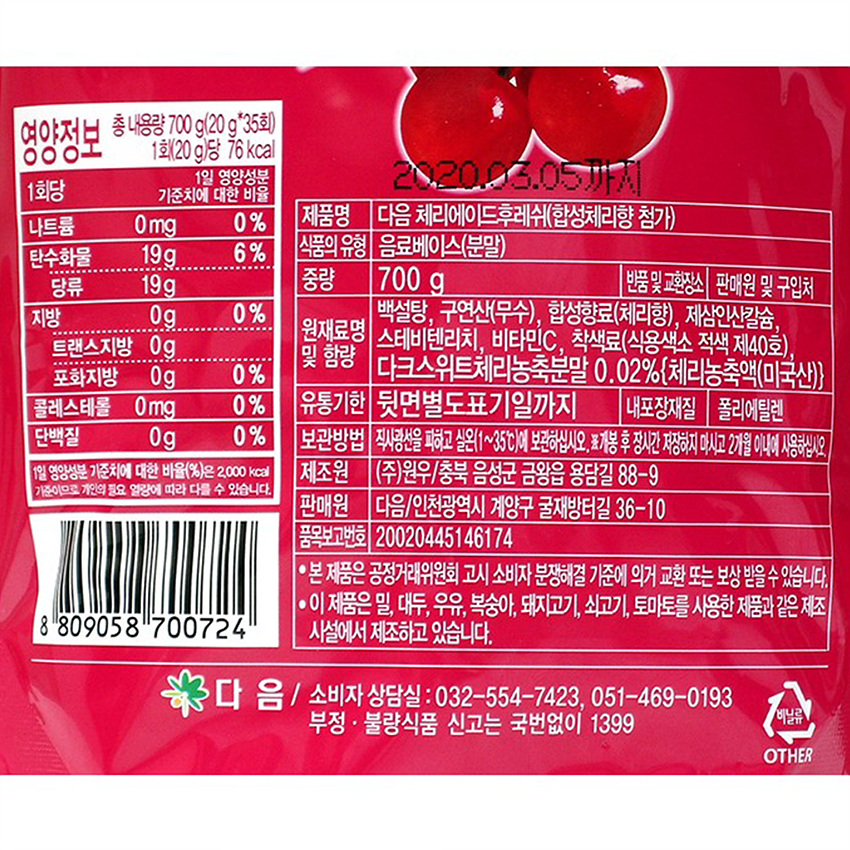 2020.03.05까지
영양정보
총 내용량 700 g(20 g*35회)
1회(20 g)당 76 kcal
1회당 1일 영양성분 기준치에 대한 비율
나트륨 0 mg 0 %
탄수화물 19 g 6 %
당류 19 g
지방 0 g 0 %
트랜스지방 0 g
포화지방 0 g 0 %
콜레스테롤 0 mg 0 %
단백질 0 g 0 %
1일 영양성분 기준치에 대한 비율(%)은 2,000 kcal
기준이므로 개인의 필요 열량에 따라 다를 수 있습니다.
8 809058 700724
제품명 다음 체리에이드후레쉬(합성체리향 첨가)
식품의 유형 음료베이스(분말)
중량 700 g 반품 및 교환장소 판매원 및 구입처
원재료명 및 함량 백설탕, 구연산(무수), 합성향료(체리향), 제삼인산칼슘,
스테비텐리치, 비타민C, 착색료(식용색소 적색 제40호),
다크스위트체리농축분말 0.02%{체리농축액(미국산)}
유통기한 뒷면별도표기일까지 내포장재질 폴리에틸렌
보관방법 직사광선을 피하고 실온(1~35℃)에 보관하십시오. ※개봉 후 장시간 저장하지 마시고 2개월 이내에 사용하십시오.
제조원 (주)원우/충북 음성군 금왕읍 용담길 88-9
판매원 다음/인천광역시 계양구 굴재방터길 36-10
품목보고번호 20020445146174
• 본 제품은 공정거래위원회 고시 소비자 분쟁해결 기준에 의거 교환 또는 보상 받을 수 있습니다.
• 이 제품은 밀, 대두, 우유, 복숭아, 돼지고기, 쇠고기, 토마토를 사용한 제품과 같은 제조
시설에서 제조하고 있습니다.
다음 / 소비자 상담실 : 032-554-7423, 051-469-0193
부정 · 불량식품 신고는 국번없이 1399
비닐류
OTHER